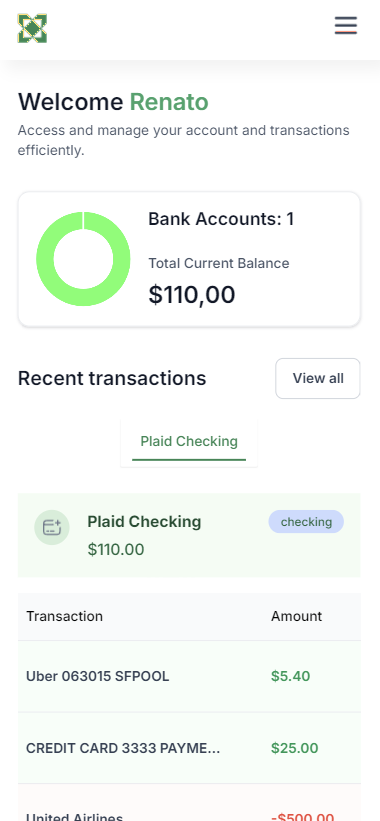 Welcome Renato
Access and manage your account and transactions
efficiently.
Bank Accounts: 1
Total Current Balance
$110,00
Recent transactions
View all
Plaid Checking
Plaid Checking
checking
$110.00
Transaction Amount
Uber 063015 SFPOOL $5.40
CREDIT CARD 3333 PAYME... $25.00
United Airlines -$500.00